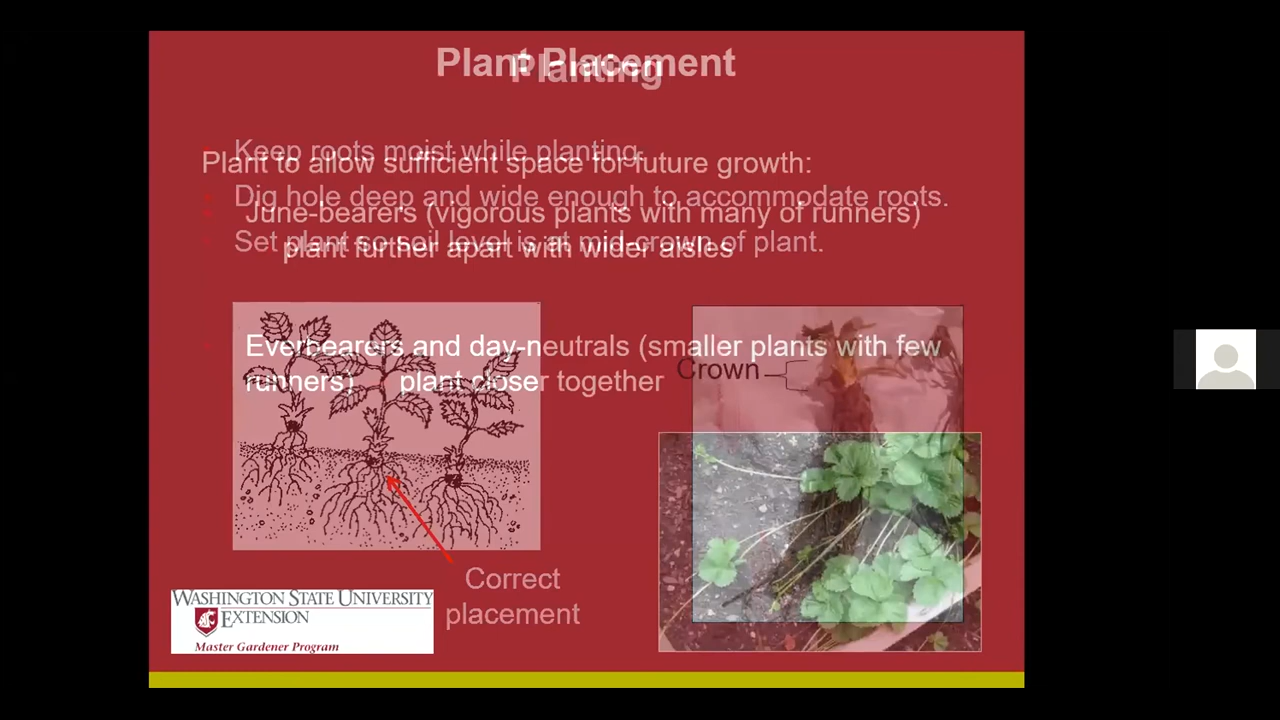 Plant Placement
Planting
Keep roots moist while planting.
Plant to allow sufficient space for future growth:
Dig hole deep and wide enough to accommodate roots.
June-bearers (vigorous plants with many of runners)
Set plant so soil level is at mid-crown of plant.
plant further apart with wider aisles
Everbearers and day-neutrals (smaller plants with few
runners) plant closer together
Crown
Correct
placement
WASHINGTON STATE UNIVERSITY
EXTENSION
Master Gardener Program